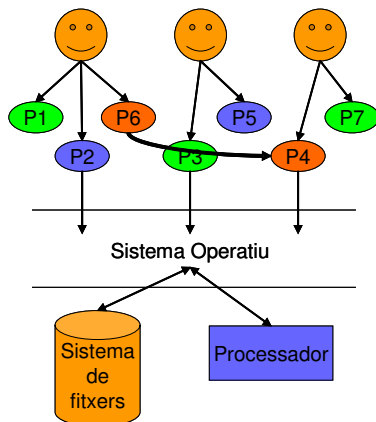 P1
P6
P5
P7
P2
P3
P4
Sistema Operatiu
Sistema
de
fitxers
Processador